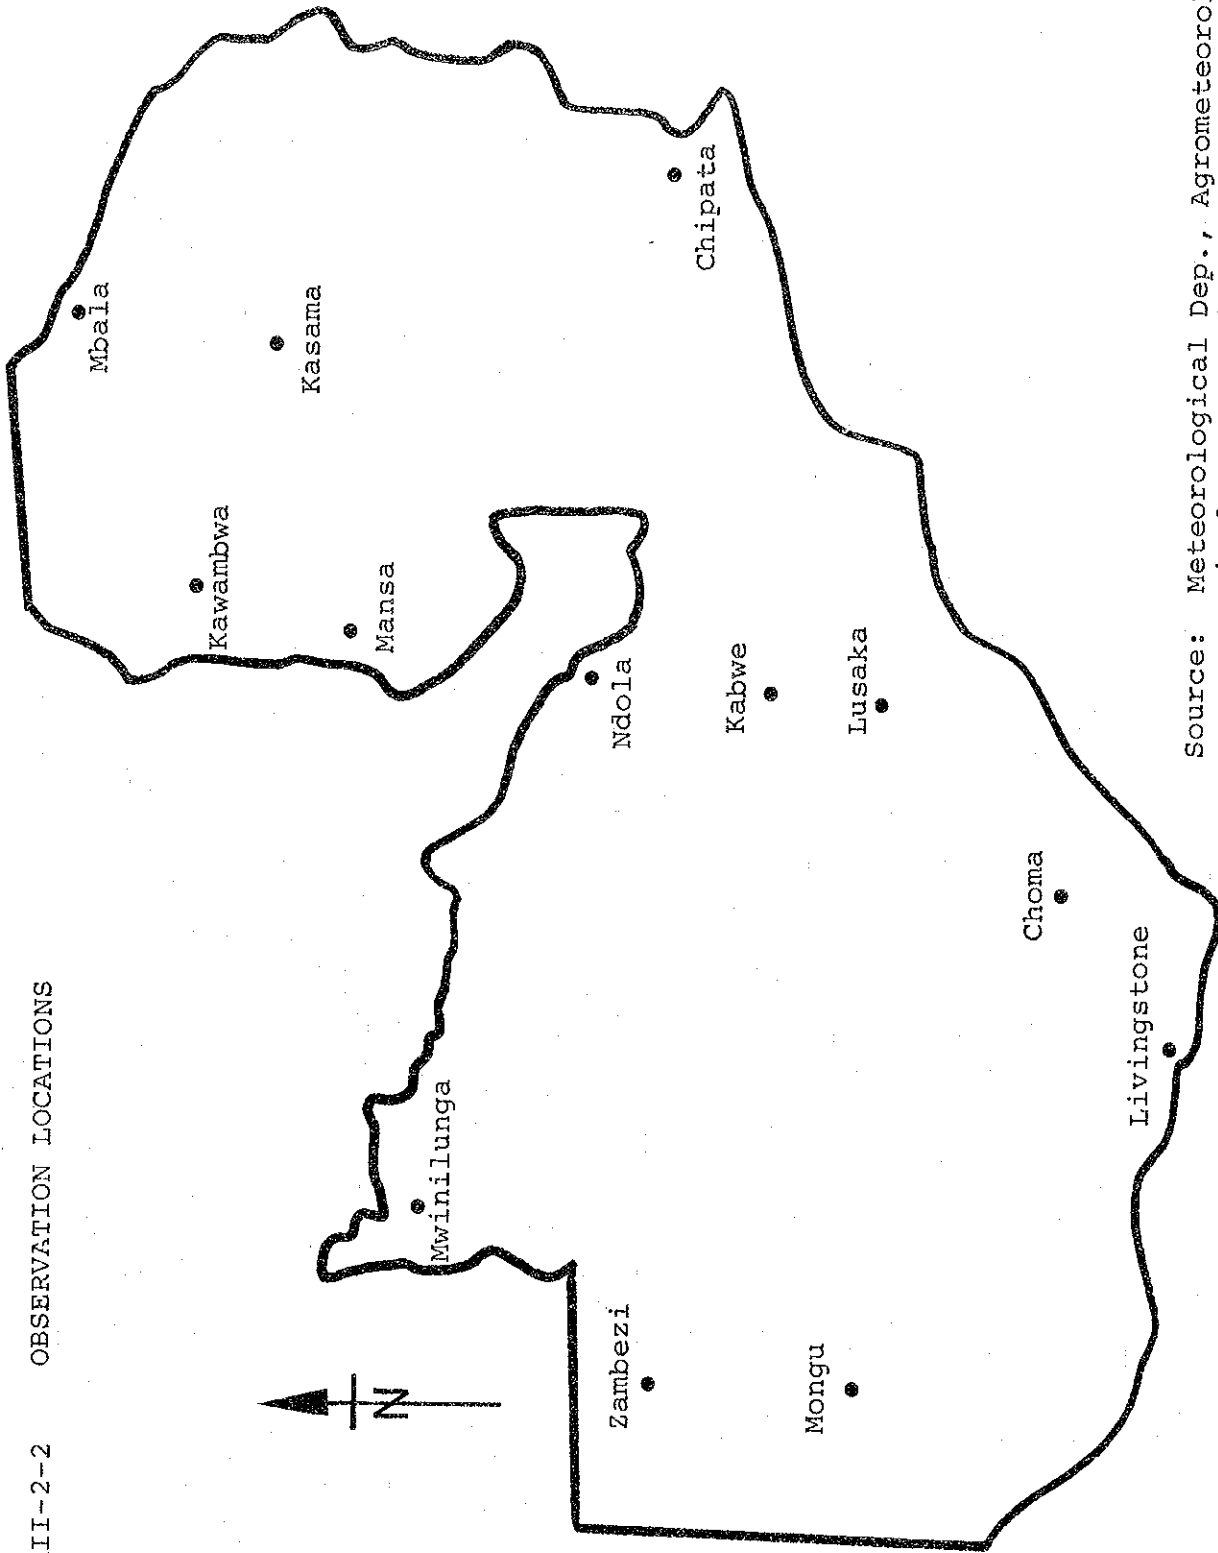 II-2-2 OBSERVATION LOCATIONS
N
Mbala
Kasama
Kawambwa
Mansa
Chipata
Mwinilunga
Ndola
Kabwe
Lusaka
Zambezi
Mongu
Choma
Livingstone
Source: Meteorological Dep., Agrometeorol